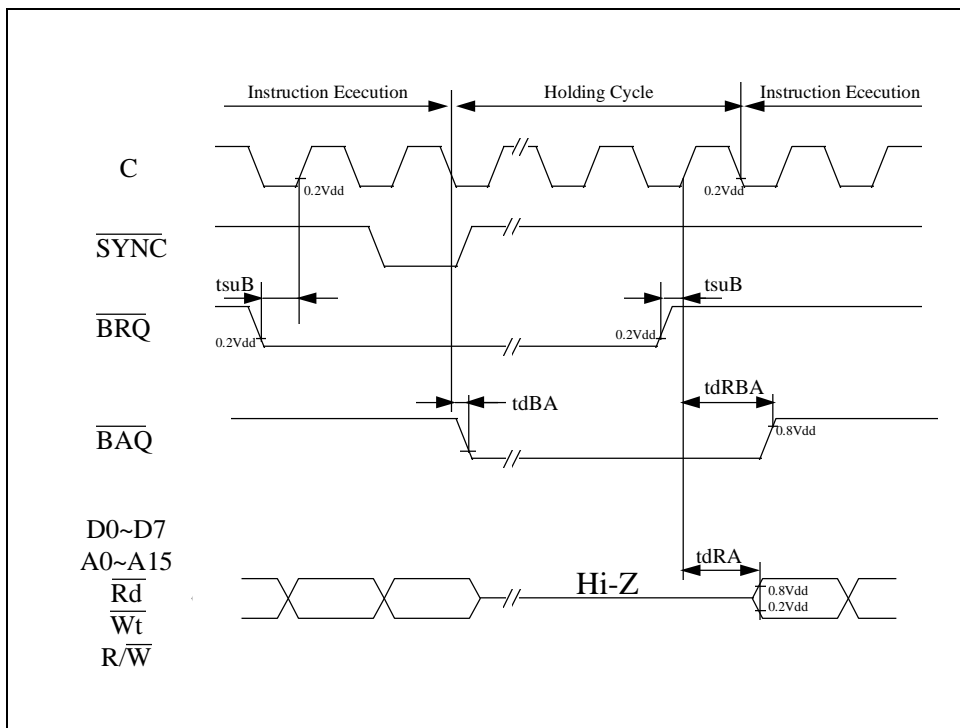 Instruction Ececution
Holding Cycle
Instruction Ececution
C
0.2Vdd
0.2Vdd
SYNC
tsuB
tsuB
BRQ
0.2Vdd
0.2Vdd
tdBA
tdRBA
BAQ
0.8Vdd
D0~D7
A0~A15
tdRA
Rd
Hi-Z
0.8Vdd
0.2Vdd
Wt
R/W